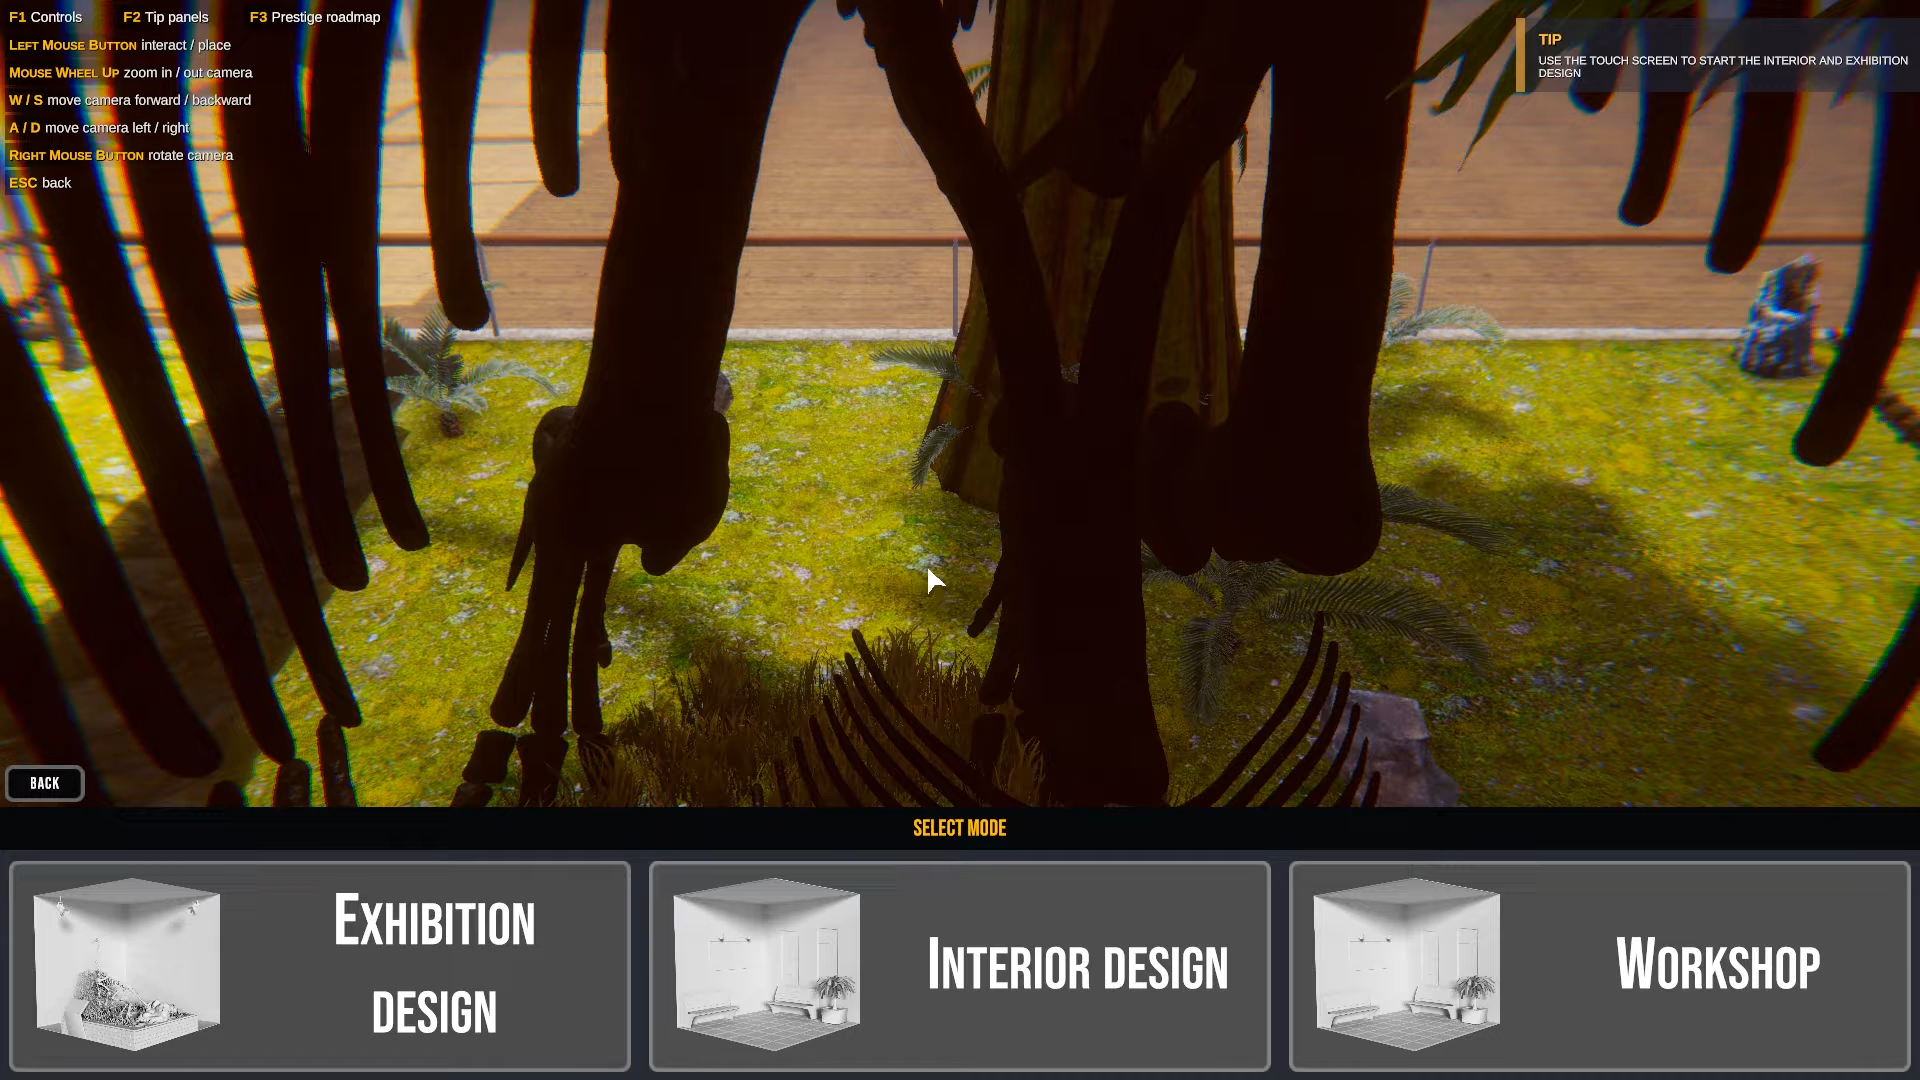 F1 Controls F2 Tip panels F3 Prestige roadmap
LEFT MOUSE BUTTON interact / place
MOUSE WHEEL UP zoom in / out camera
W / S move camera forward / backward
A / D move camera left / right
RIGHT MOUSE BUTTON rotate camera
ESC back
TIP
USE THE TOUCH SCREEN TO START THE INTERIOR AND EXHIBITION
DESIGN
BACK
SELECT MODE
EXHIBITION
DESIGN
INTERIOR DESIGN
WORKSHOP